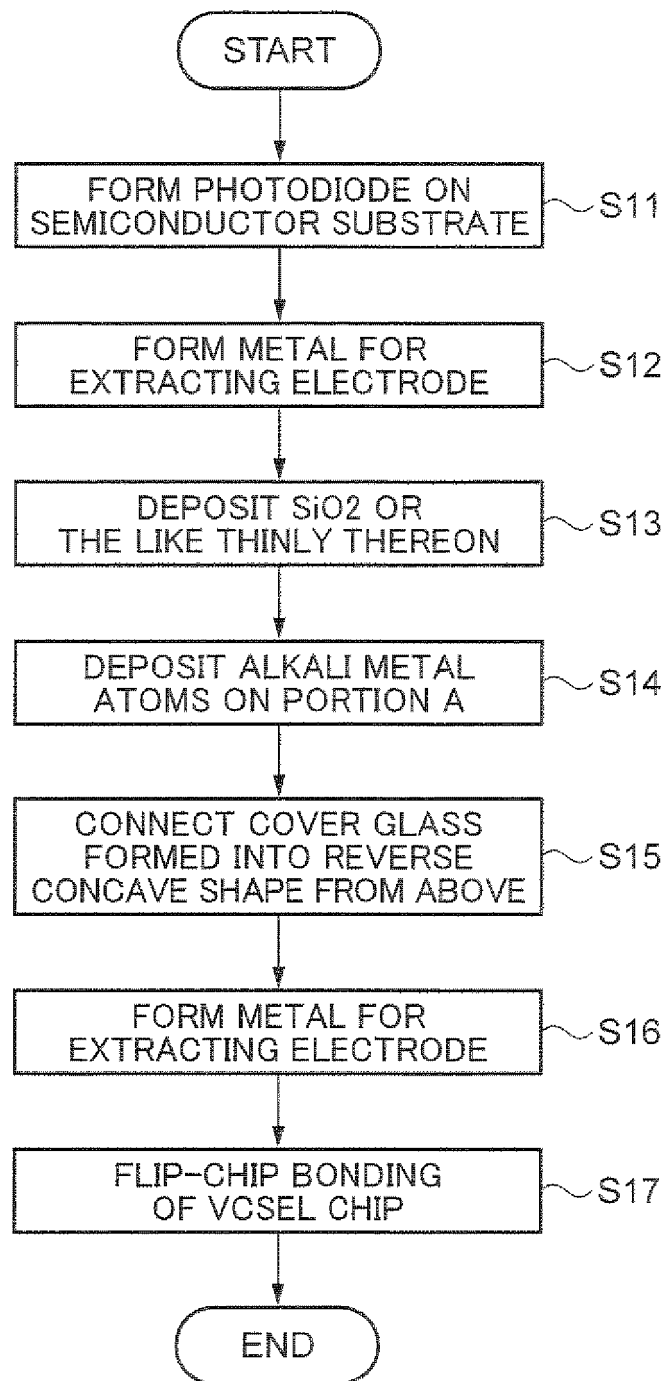 START
FORM PHOTODIODE ON
SEMICONDUCTOR SUBSTRATE
S11
FORM METAL FOR
EXTRACTING ELECTRODE
S12
DEPOSIT SiO2 OR
THE LIKE THINLY THEREON
S13
DEPOSIT ALKALI METAL
ATOMS ON PORTION A
S14
CONNECT COVER GLASS
FORMED INTO REVERSE
CONCAVE SHAPE FROM ABOVE
S15
FORM METAL FOR
EXTRACTING ELECTRODE
S16
FLIP-CHIP BONDING
OF VCSEL CHIP
S17
END